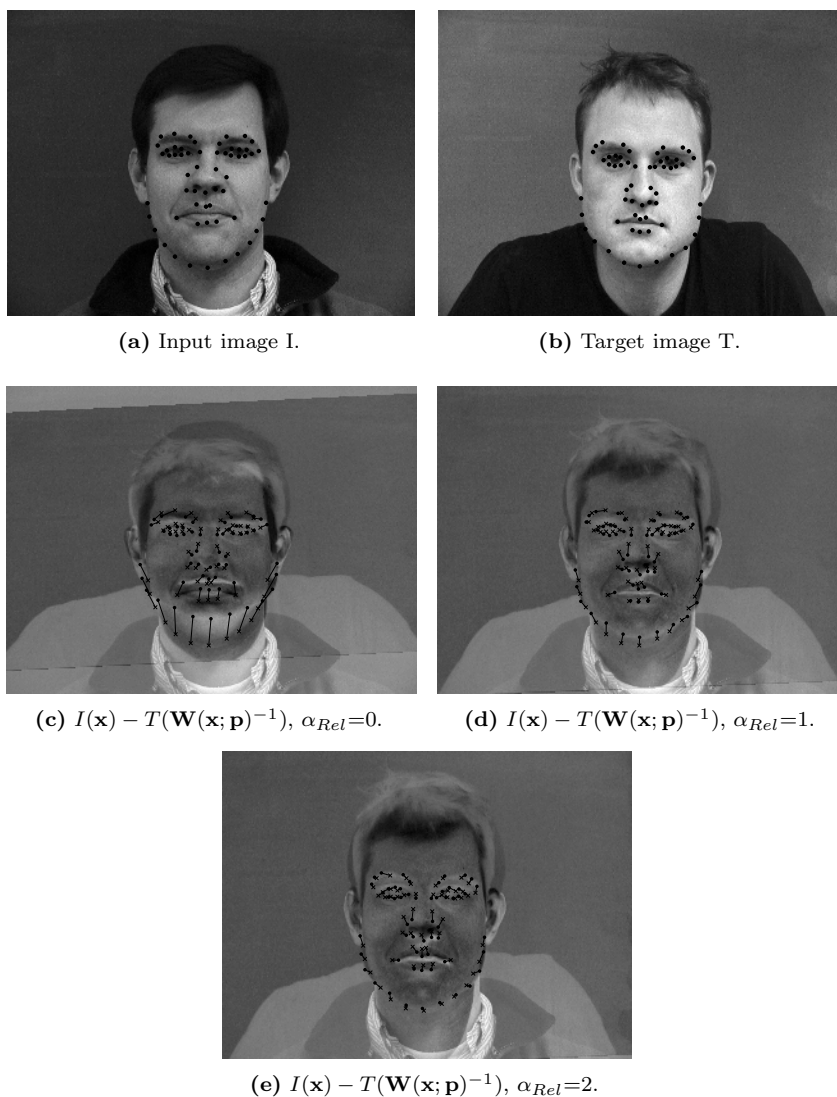 (a) Input image I.
(b) Target image T.
(c) I(x) − T(W(x; p)⁻¹), α_Rel=0.
(d) I(x) − T(W(x; p)⁻¹), α_Rel=1.
(e) I(x) − T(W(x; p)⁻¹), α_Rel=2.